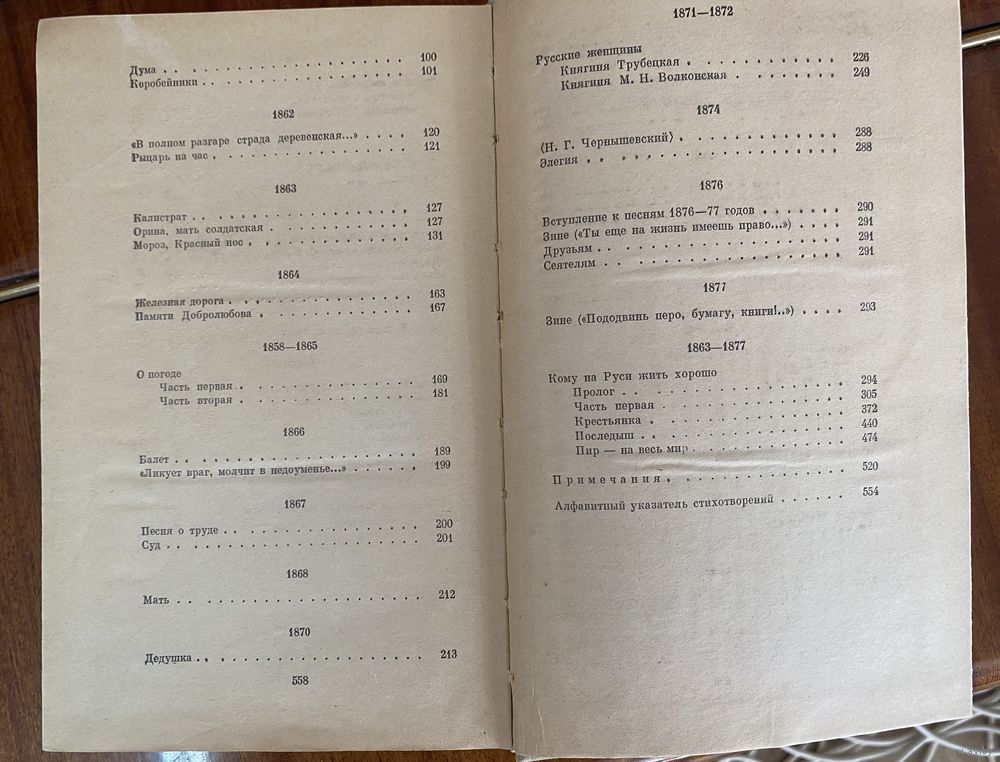 Дума . . . . . . . . . . . . . . . . . . 100
Коробейники . . . . . . . . . . . . . . . 101
1862
«В полном разгаре страда деревенская...» . . . . 120
Рыцарь на час . . . . . . . . . . . . . . 121
1863
Калистрат . . . . . . . . . . . . . . . . 127
Орина, мать солдатская . . . . . . . . . . 127
Мороз, Красный нос . . . . . . . . . . . . 131
1864
Железная дорога . . . . . . . . . . . . . 163
Памяти Добролюбова . . . . . . . . . . . . 167
1858—1865
О погоде
Часть первая . . . . . . . . . . . . . . 169
Часть вторая . . . . . . . . . . . . . . 181
1866
Балет . . . . . . . . . . . . . . . . . . 189
«Ликует враг, молчит в недоуменье...» . . . . . 199
1867
Песня о труде . . . . . . . . . . . . . . 200
Суд . . . . . . . . . . . . . . . . . . . 201
1868
Мать . . . . . . . . . . . . . . . . . . 212
1870
Дедушка . . . . . . . . . . . . . . . . . 213
558
1871—1872
Русские женщины
Княгиня Трубецкая . . . . . . . . . . . 226
Княгиня М. Н. Волконская . . . . . . . . 249
1874
⟨Н. Г. Чернышевский⟩ . . . . . . . . . . . 288
Элегия . . . . . . . . . . . . . . . . . 288
1876
Вступление к песням 1876—77 годов . . . . . . . 290
Зине («Ты еще на жизнь имеешь право...») . . . . 291
Друзьям . . . . . . . . . . . . . . . . . 291
Сеятелям . . . . . . . . . . . . . . . . 291
1877
Зине («Пододвинь перо, бумагу, книги!..») . . . . 293
1863—1877
Кому на Руси жить хорошо
Пролог . . . . . . . . . . . . . . . . 294
Часть первая . . . . . . . . . . . . . . 305
Крестьянка . . . . . . . . . . . . . . . 372
Последыш . . . . . . . . . . . . . . . . 440
Пир — на весь мир . . . . . . . . . . . . 474
Примечания . . . . . . . . . . . . . . . 520
Алфавитный указатель стихотворений . . . . . . 554